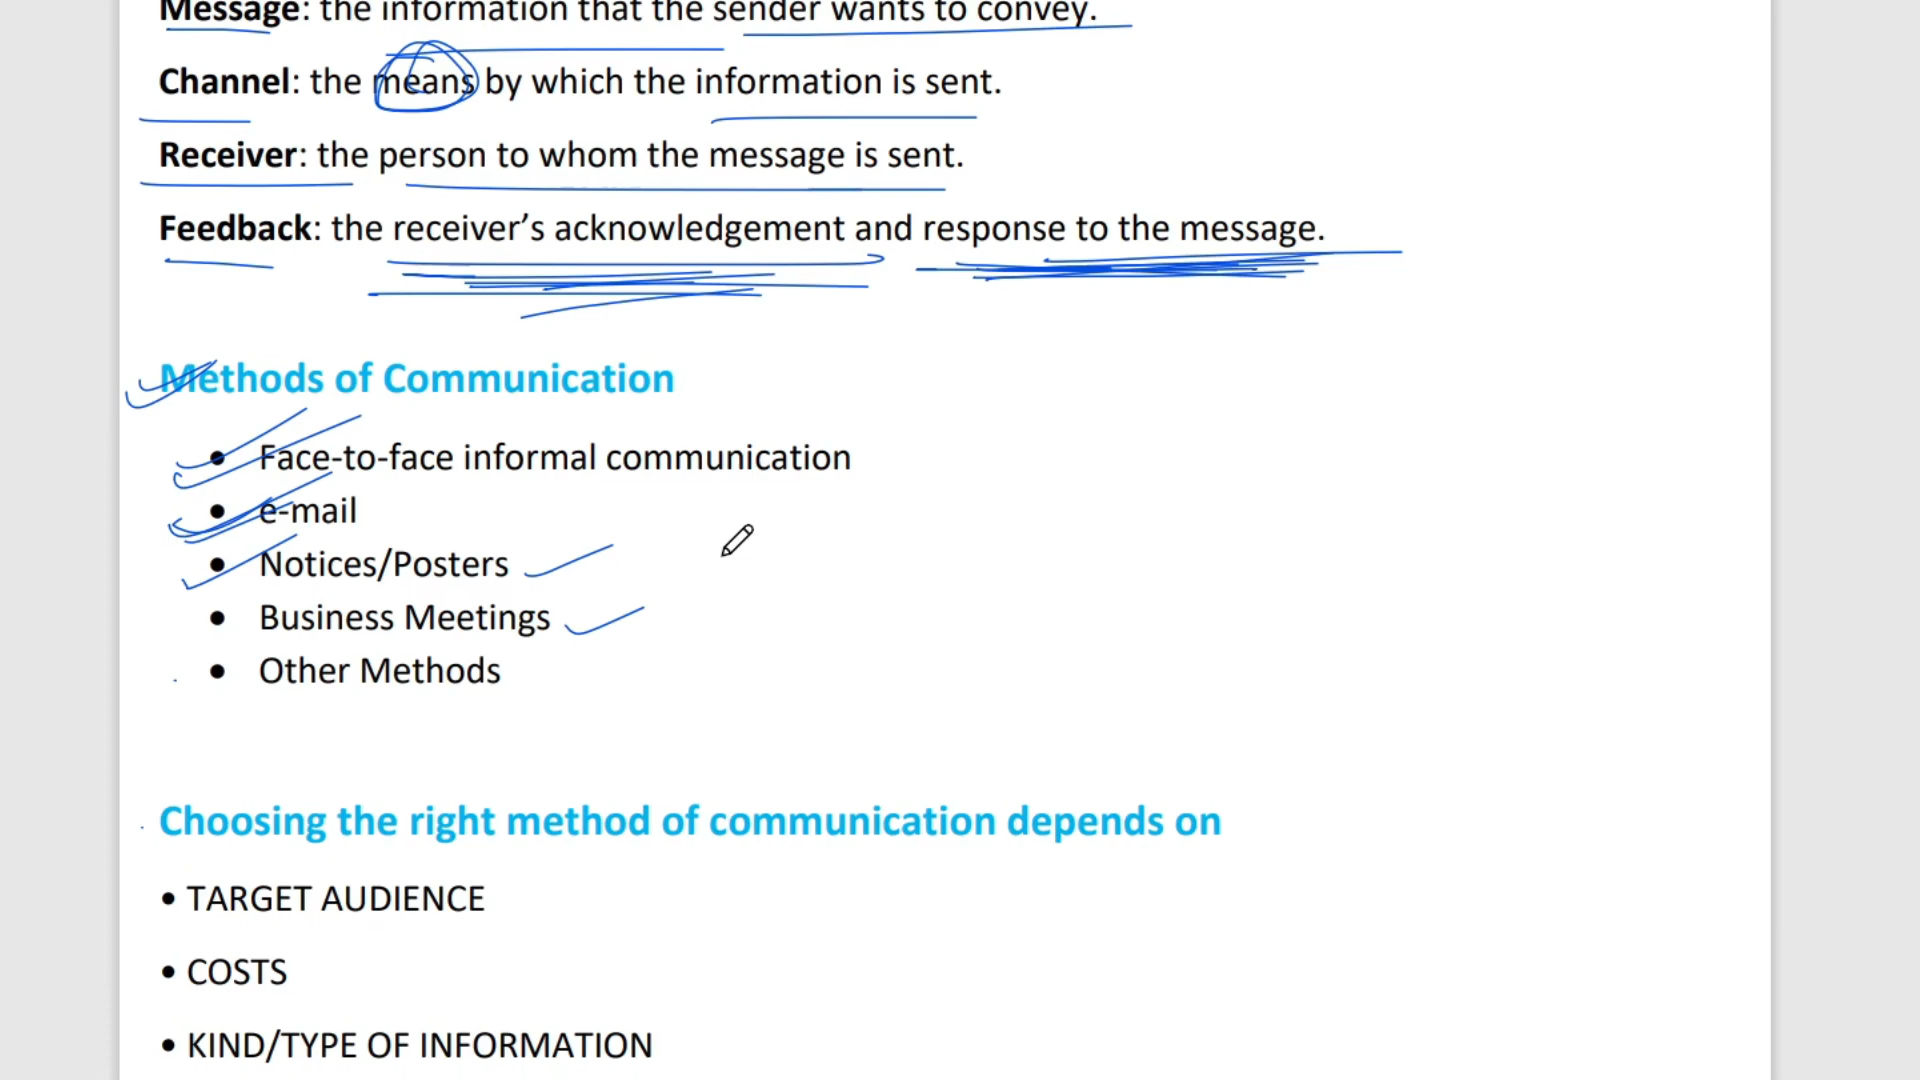 Message: the information that the sender wants to convey.
Channel: the means by which the information is sent.
Receiver: the person to whom the message is sent.
Feedback: the receiver’s acknowledgement and response to the message.
Methods of Communication
• Face-to-face informal communication
• e-mail
• Notices/Posters
• Business Meetings
• Other Methods
Choosing the right method of communication depends on
• TARGET AUDIENCE
• COSTS
• KIND/TYPE OF INFORMATION